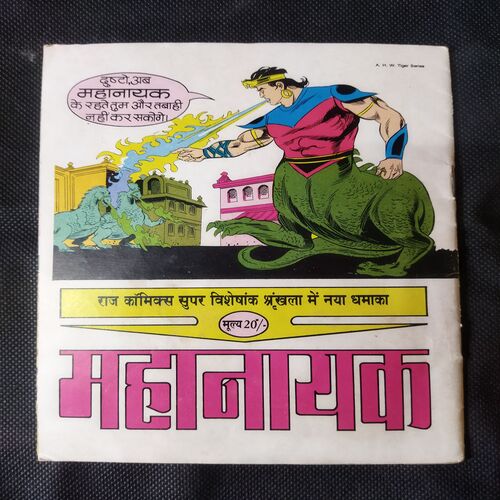 A. H. W. Tiger Series
दुष्टो, अब
महानायक
के रहते तुम और तबाही
नहीं कर सकोगे।
राज कॉमिक्स सुपर विशेषांक श्रृंखला में नया धमाका
मूल्य 20/-
महानायक